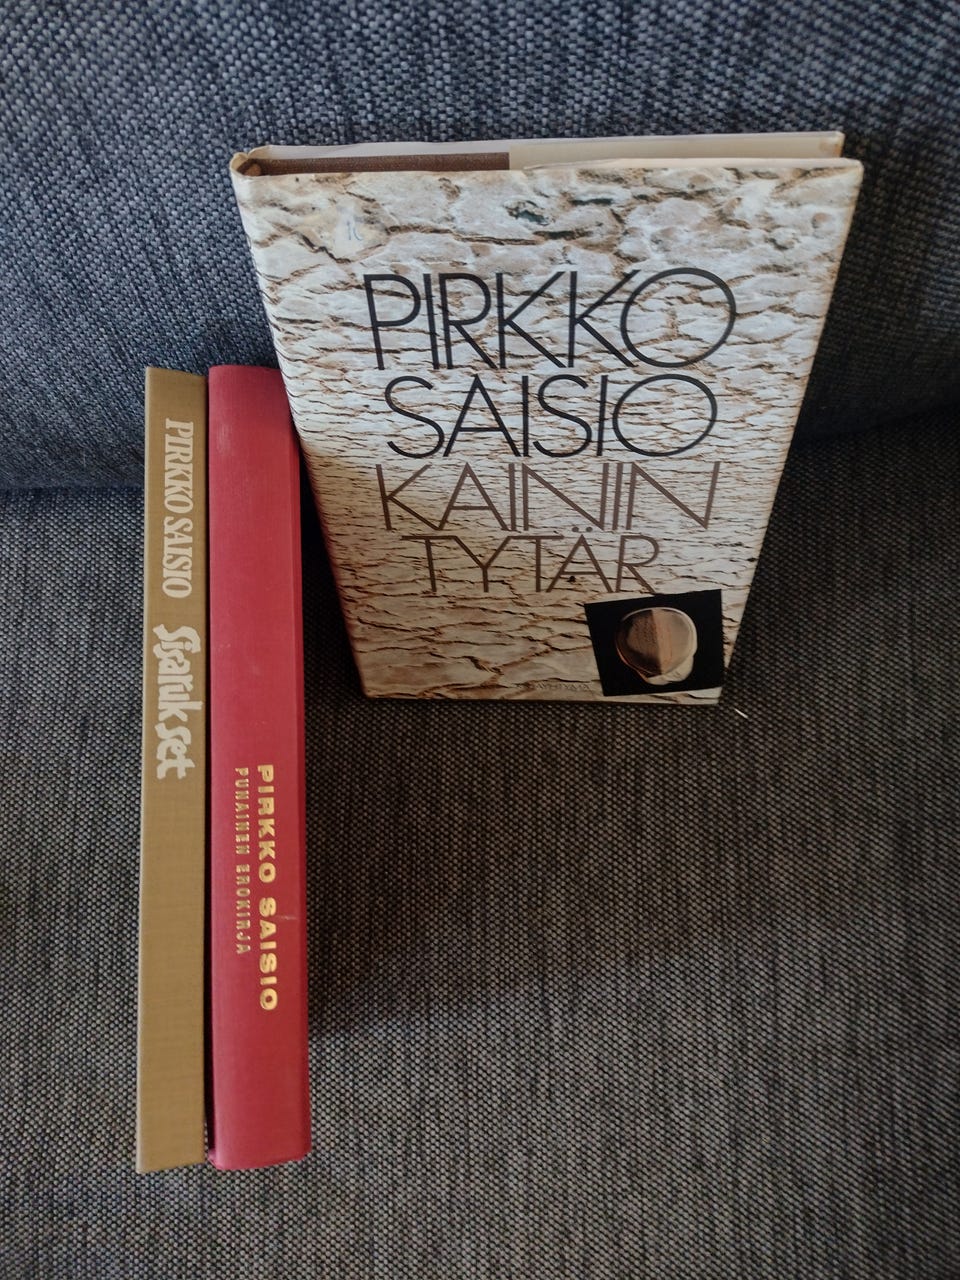 PIRKKO SAISIO Sisarukset
PIRKKO SAISIO
PUNAINEN EROKIRJA
PIRKKO
SAISIO
KAININ
TYTÄR